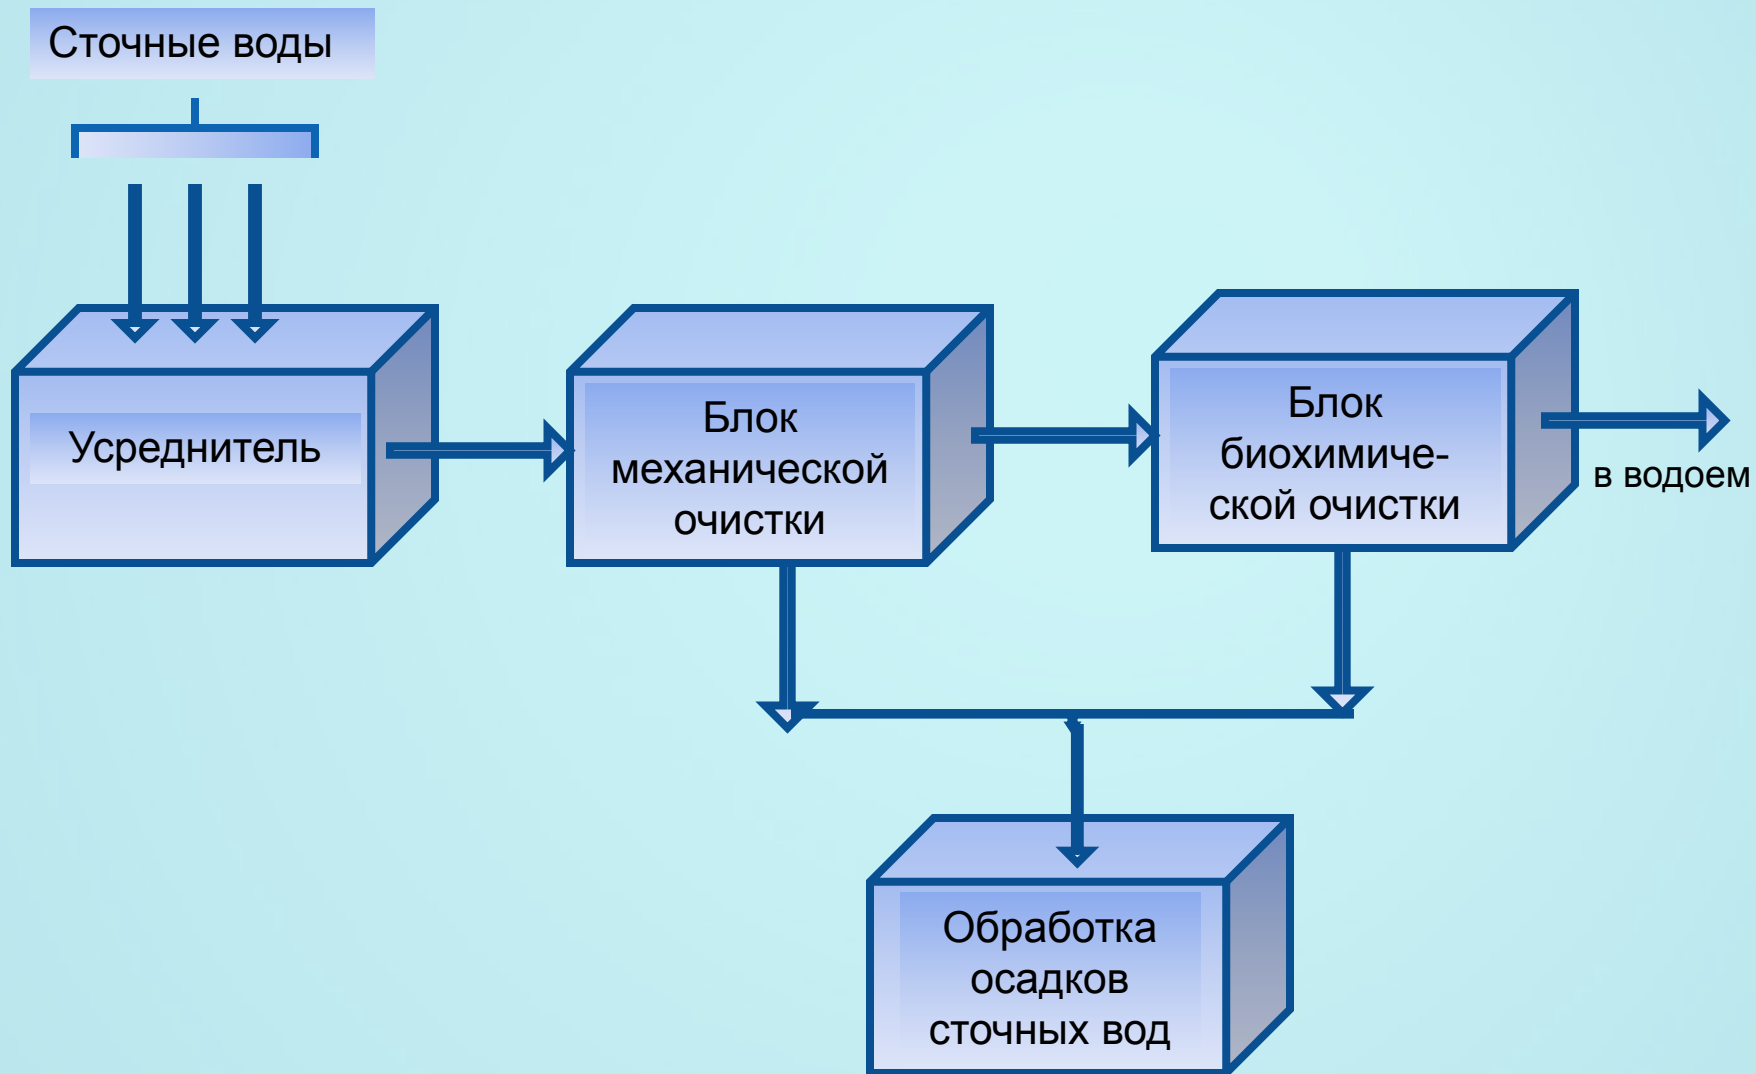 Сточные воды
Усреднитель
Блок
механической
очистки
Блок
биохимиче-
ской очистки
в водоем
Обработка
осадков
сточных вод